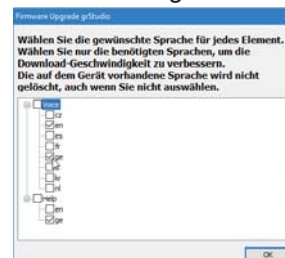 Firmware Upgrade grStudio
Wählen Sie die gewünschte Sprache für jedes Element.
Wählen Sie nur die benötigten Sprachen, um die
Download-Geschwindigkeit zu verbessern.
Die auf dem Gerät vorhandene Sprache wird nicht
gelöscht, auch wenn Sie nicht auswählen.
Voice
cz
en
es
fr
ge
it
kr
nl
Help
en
ge
OK